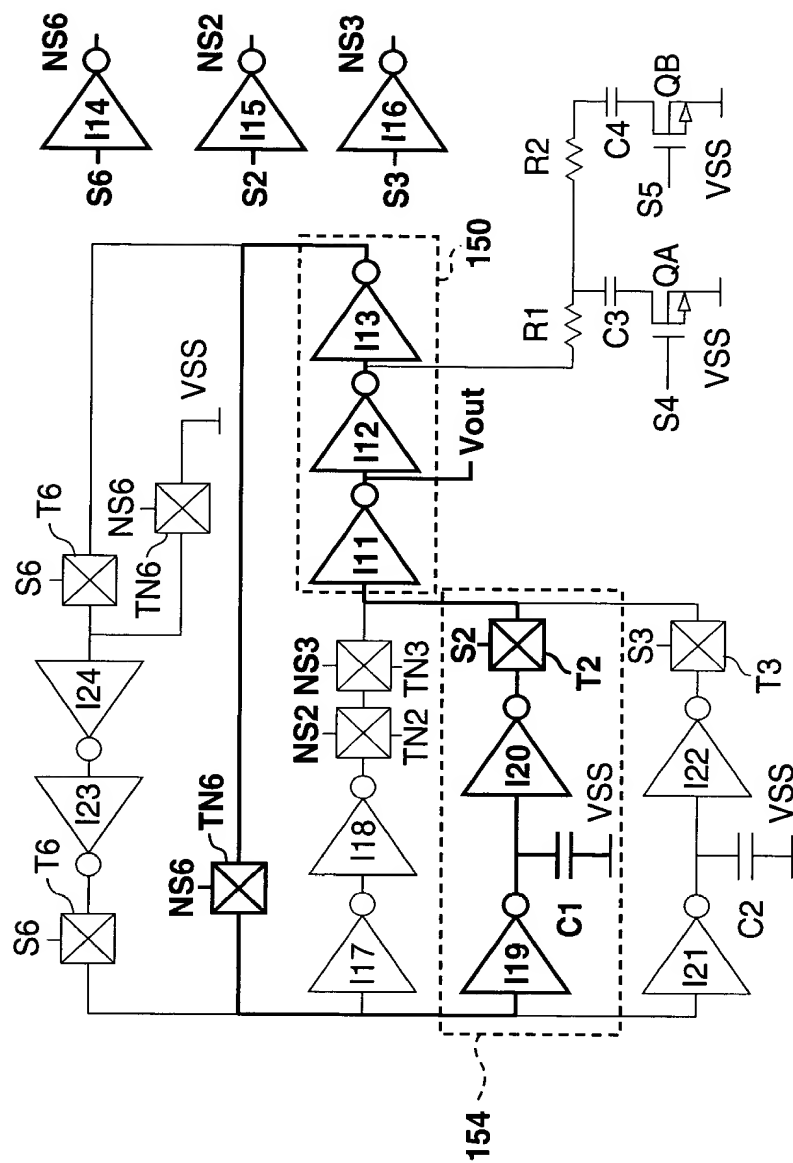 S6
I14
NS6
S2
I15
NS2
S3
I16
NS3
S6
T6
I23
I24
S6
T6
NS6
TN6
VSS
NS6
TN6
150
I17
I18
NS2
TN2
NS3
TN3
I11
I12
I13
Vout
154
I19
C1
VSS
I20
S2
T2
I21
C2
VSS
I22
S3
T3
R1
R2
C3
C4
S4
QA
VSS
S5
QB
VSS